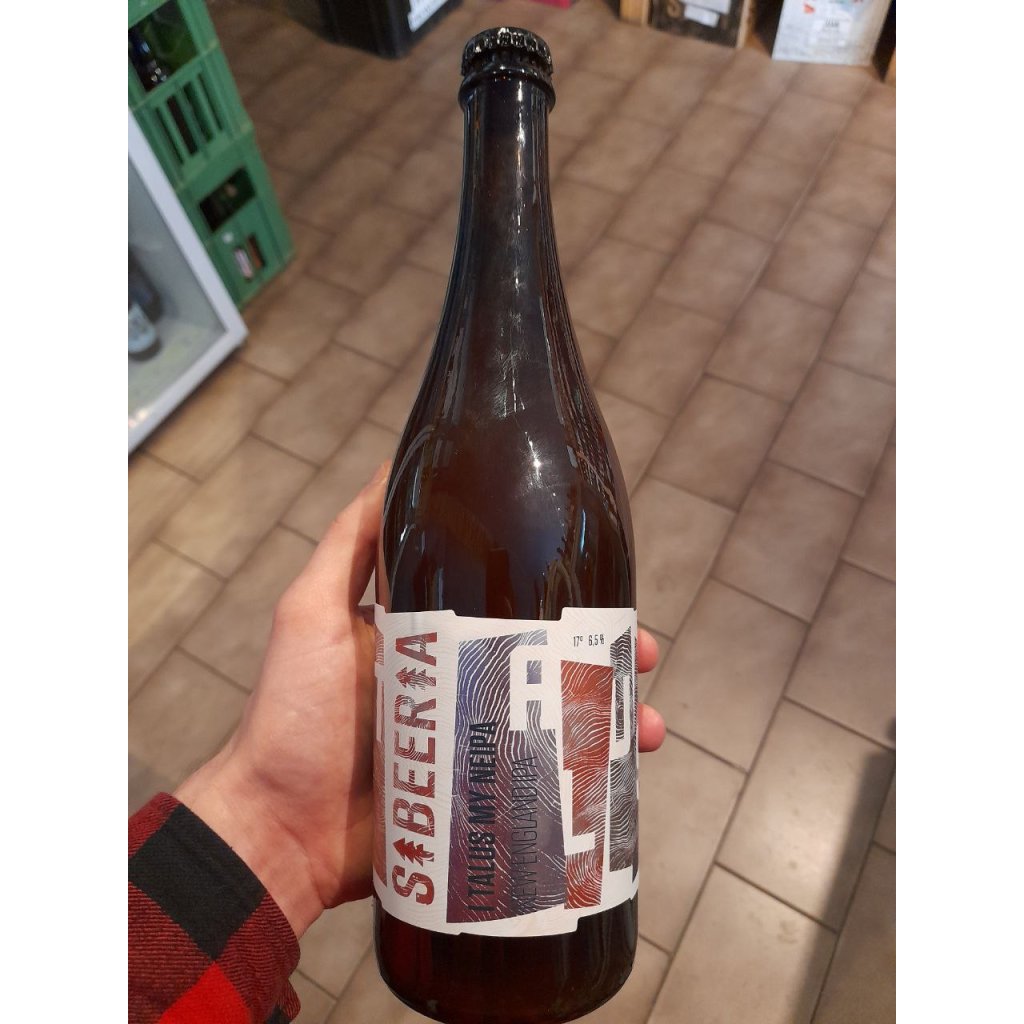 SIBEERIA
I TALUS MY NEIPA
NEW ENGLAND IPA
17° 6,5%